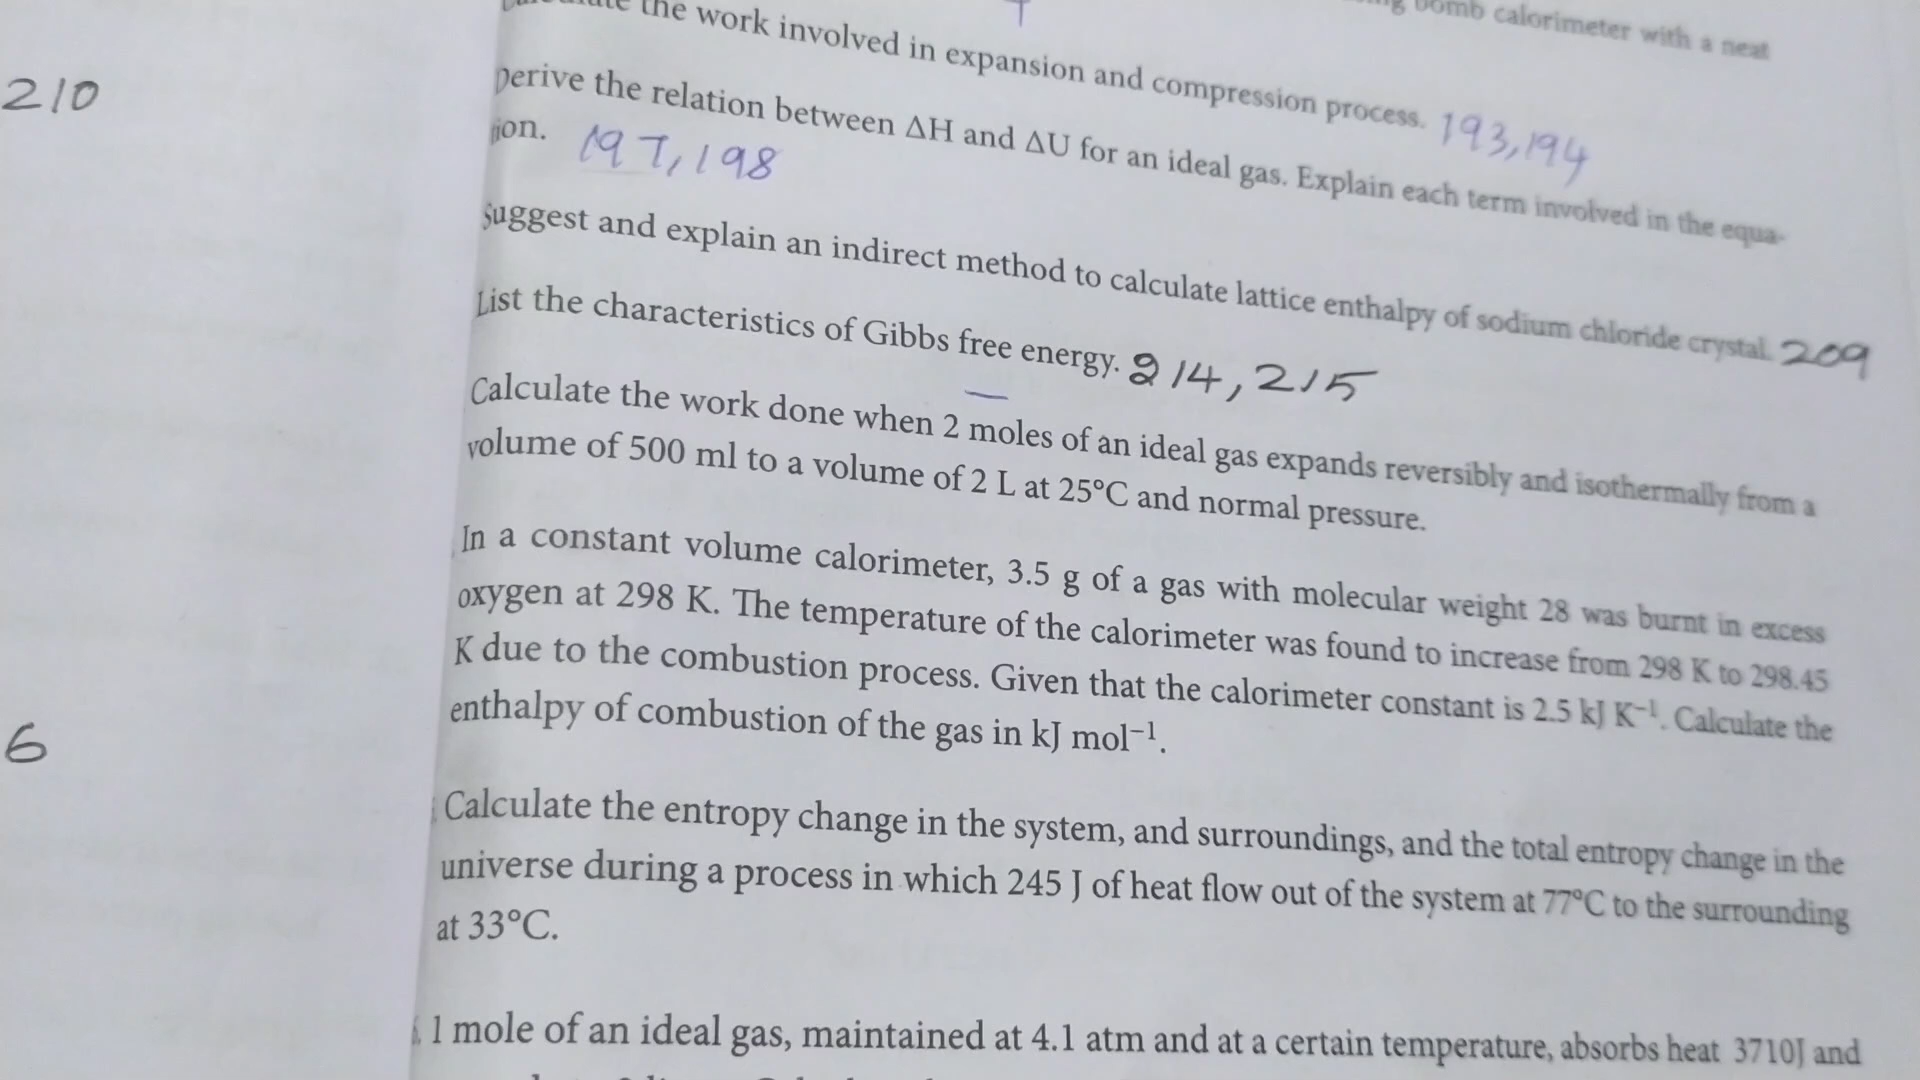 bomb calorimeter with a neat
the work involved in expansion and compression process. 193,194
210
Derive the relation between ΔH and ΔU for an ideal gas. Explain each term involved in the equa-
ion. 197,198
Suggest and explain an indirect method to calculate lattice enthalpy of sodium chloride crystal. 209
List the characteristics of Gibbs free energy. 214,215
Calculate the work done when 2 moles of an ideal gas expands reversibly and isothermally from a
volume of 500 ml to a volume of 2 L at 25°C and normal pressure.
In a constant volume calorimeter, 3.5 g of a gas with molecular weight 28 was burnt in excess
oxygen at 298 K. The temperature of the calorimeter was found to increase from 298 K to 298.45
K due to the combustion process. Given that the calorimeter constant is 2.5 kJ K⁻¹. Calculate the
enthalpy of combustion of the gas in kJ mol⁻¹.
6
Calculate the entropy change in the system, and surroundings, and the total entropy change in the
universe during a process in which 245 J of heat flow out of the system at 77°C to the surrounding
at 33°C.
1 mole of an ideal gas, maintained at 4.1 atm and at a certain temperature, absorbs heat 3710J and